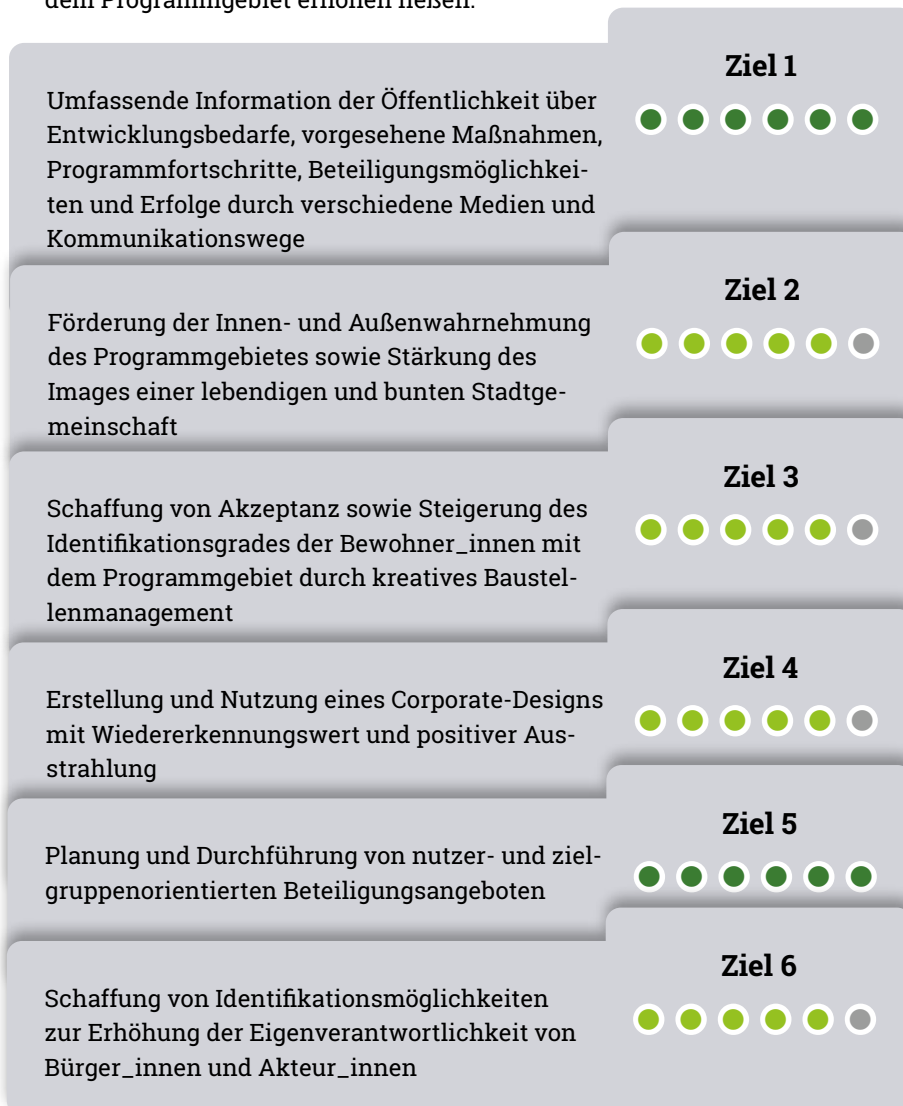 dem Programmgebiet erhöhen ließen.
Ziel 1
Umfassende Information der Öffentlichkeit über
Entwicklungsbedarfe, vorgesehene Maßnahmen,
Programmfortschritte, Beteiligungsmöglichkei-
ten und Erfolge durch verschiedene Medien und
Kommunikationswege
Ziel 2
Förderung der Innen- und Außenwahrnehmung
des Programmgebietes sowie Stärkung des
Images einer lebendigen und bunten Stadtge-
meinschaft
Ziel 3
Schaffung von Akzeptanz sowie Steigerung des
Identifikationsgrades der Bewohner_innen mit
dem Programmgebiet durch kreatives Baustel-
lenmanagement
Ziel 4
Erstellung und Nutzung eines Corporate-Designs
mit Wiedererkennungswert und positiver Aus-
strahlung
Ziel 5
Planung und Durchführung von nutzer- und ziel-
gruppenorientierten Beteiligungsangeboten
Ziel 6
Schaffung von Identifikationsmöglichkeiten
zur Erhöhung der Eigenverantwortlichkeit von
Bürger_innen und Akteur_innen